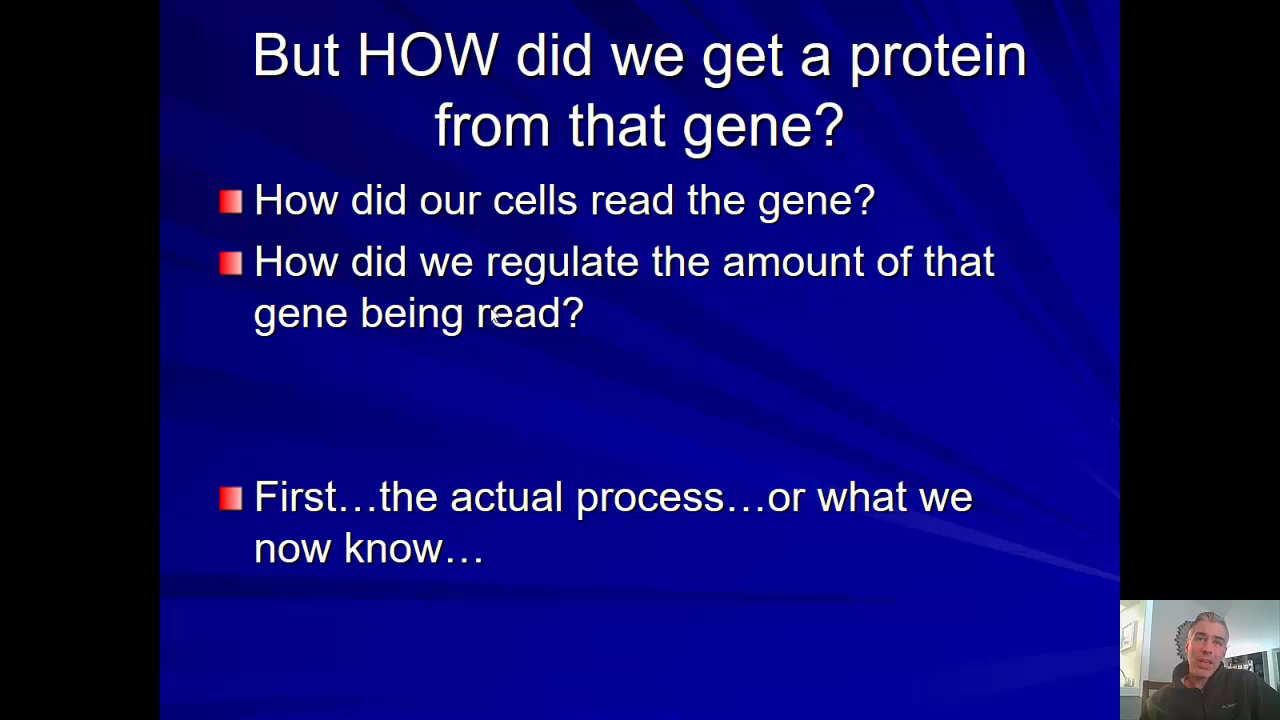 But HOW did we get a protein
from that gene?
How did our cells read the gene?
How did we regulate the amount of that
gene being read?
First…the actual process…or what we
now know…